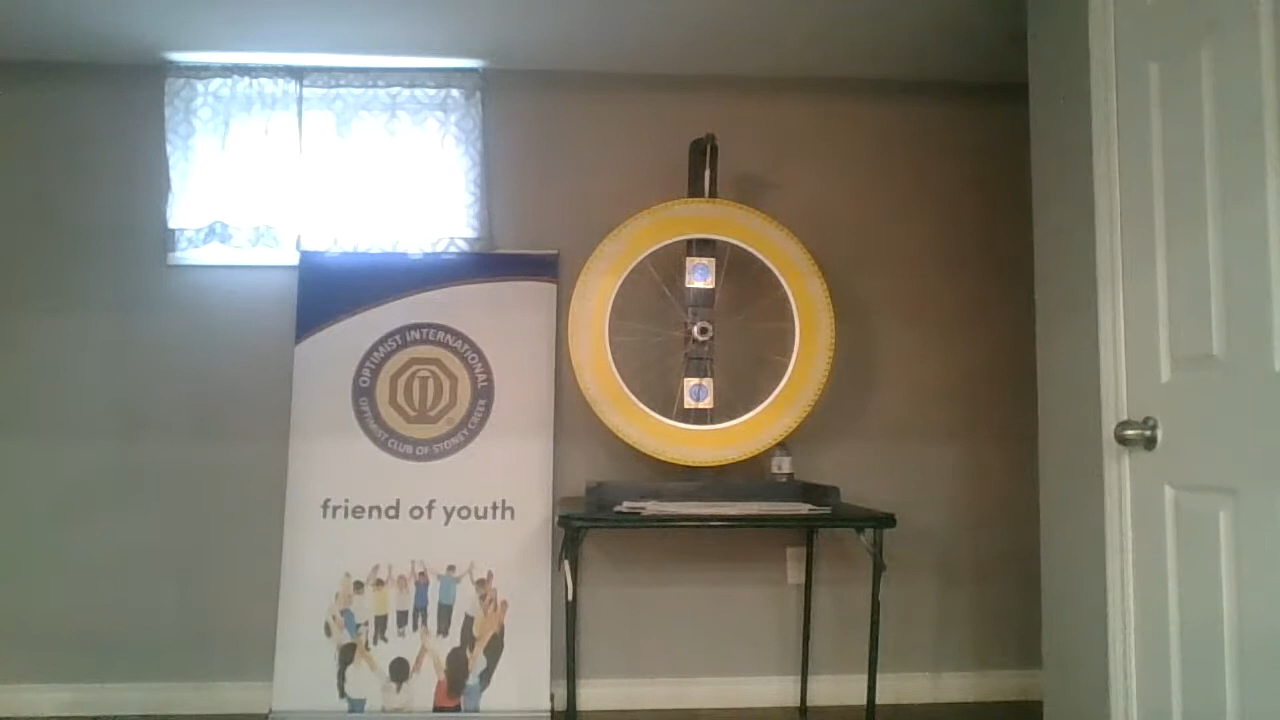 OPTIMIST INTERNATIONAL
OPTIMIST CLUB OF STONEY CREEK
friend of youth